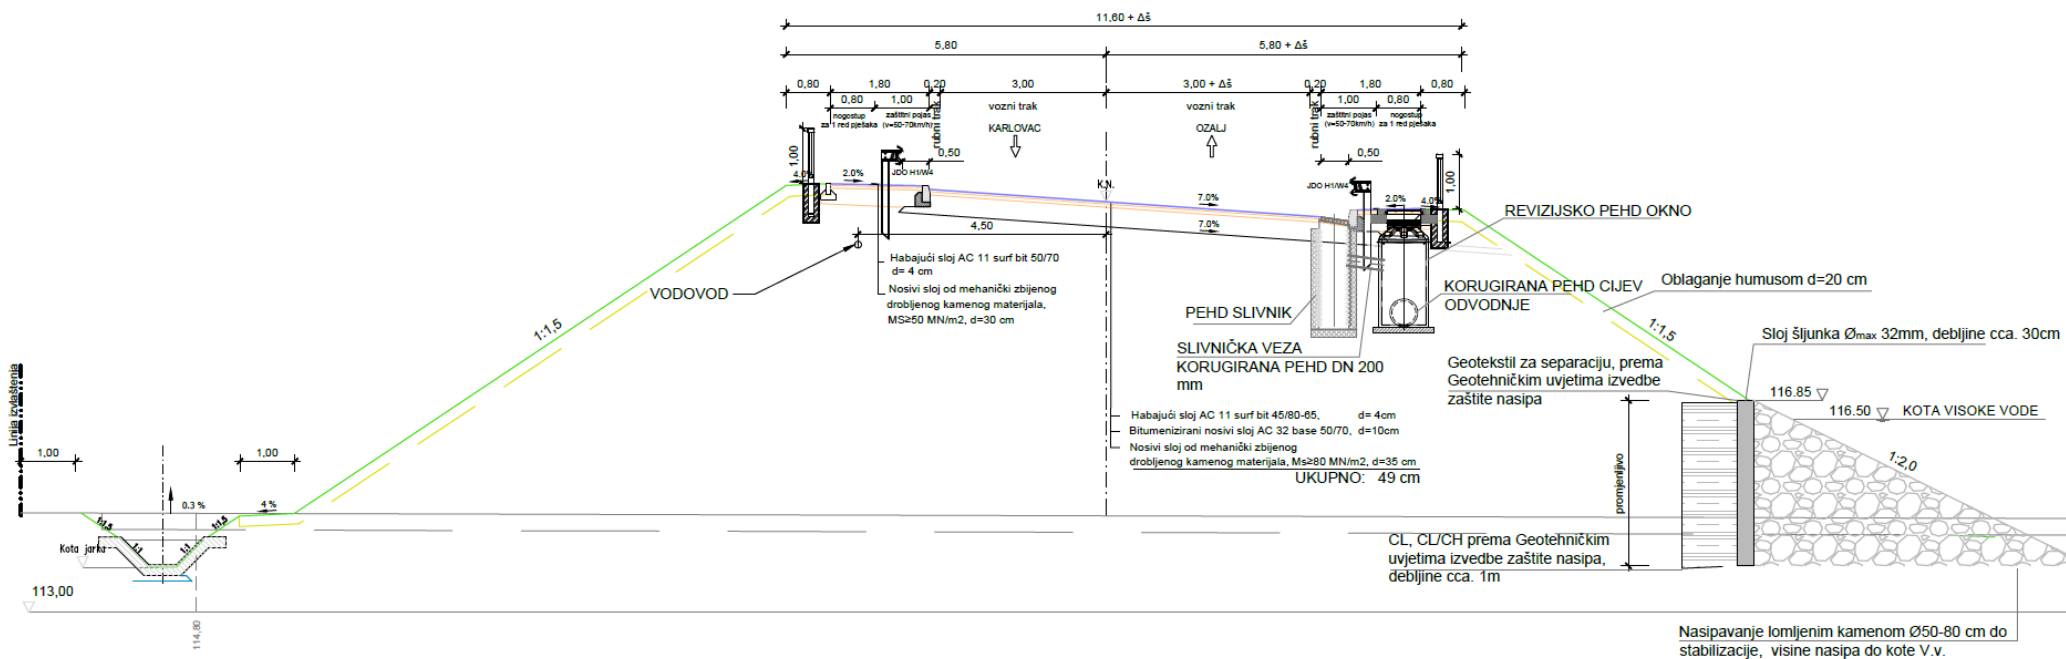 11,60 + Δš
5,80
5,80 + Δš
0,80
1,80
0,20
3,00
3,00 + Δš
0,20
1,80
0,80
0,80
1,00
1,00
0,80
nogostup
za 1 red pješaka
zaštitni pojas
(v=50-70km/h)
rubni trak
vozni trak
vozni trak
rubni trak
zaštitni pojas
(v=50-70km/h)
nogostup
za 1 red pješaka
KARLOVAC
OZALJ
1,00
0,50
0,50
1,00
JDO H1/W4
JDO H1/W4
4.0%
2.0%
K.N.
7.0%
2.0%
4.0%
7.0%
4,50
REVIZIJSKO PEHD OKNO
Habajući sloj AC 11 surf bit 50/70
d= 4 cm
Nosivi sloj od mehanički zbijenog
drobljenog kamenog materijala,
MS≥50 MN/m2, d=30 cm
VODOVOD
KORUGIRANA PEHD CIJEV
ODVODNJE
PEHD SLIVNIK
SLIVNIČKA VEZA
KORUGIRANA PEHD DN 200
mm
Oblaganje humusom d=20 cm
1:1,5
1:1,5
Sloj šljunka Ømax 32mm, debljine cca. 30cm
Geotekstil za separaciju, prema
Geotehničkim uvjetima izvedbe
zaštite nasipa
116.85
116.50
KOTA VISOKE VODE
Habajući sloj AC 11 surf bit 45/80-65, d= 4cm
Bitumenizirani nosivi sloj AC 32 base 50/70, d=10cm
Nosivi sloj od mehanički zbijenog
drobljenog kamenog materijala, Ms≥80 MN/m2, d=35 cm
UKUPNO: 49 cm
Linija izvlaštenja
1,00
1,00
0.3 %
4 %
1:1,5
1:1,5
1:1
1:1
Kota jarka
113,00
114,80
promjenljivo
1:2,0
CL, CL/CH prema Geotehničkim
uvjetima izvedbe zaštite nasipa,
debljine cca. 1m
Nasipavanje lomljenim kamenom Ø50-80 cm do
stabilizacije, visine nasipa do kote V.v.